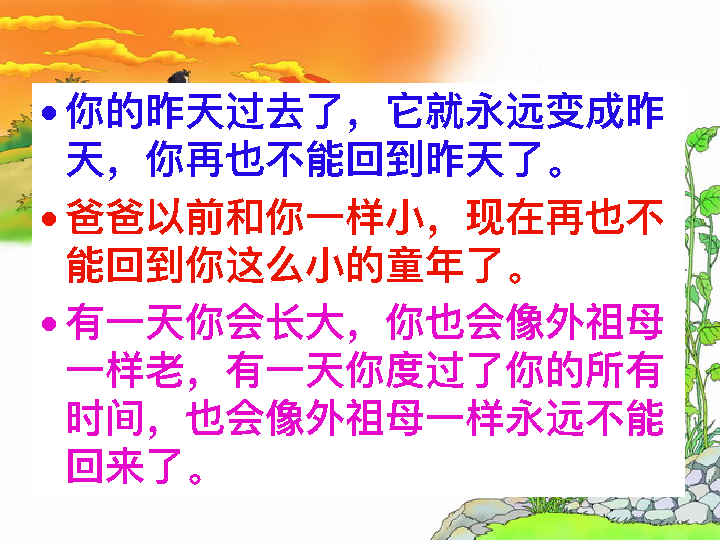 •你的昨天过去了，它就永远变成昨
天，你再也不能回到昨天了。
•爸爸以前和你一样小，现在再也不
能回到你这么小的童年了。
•有一天你会长大，你也会像外祖母
一样老，有一天你度过了你的所有
时间，也会像外祖母一样永远不能
回来了。